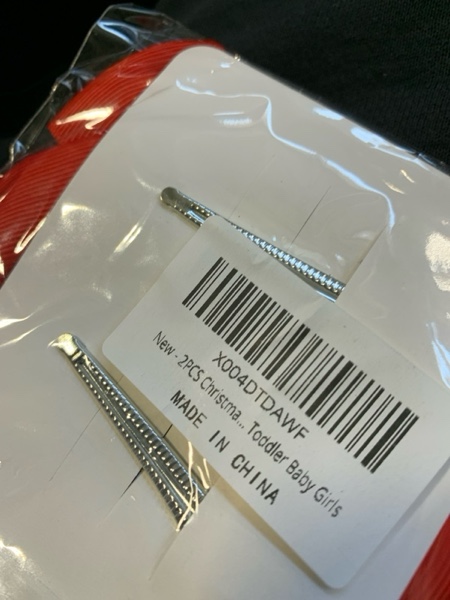 X004DTDAWF
New - 2PCS Christma... Toddler Baby Girls
MADE IN CHINA